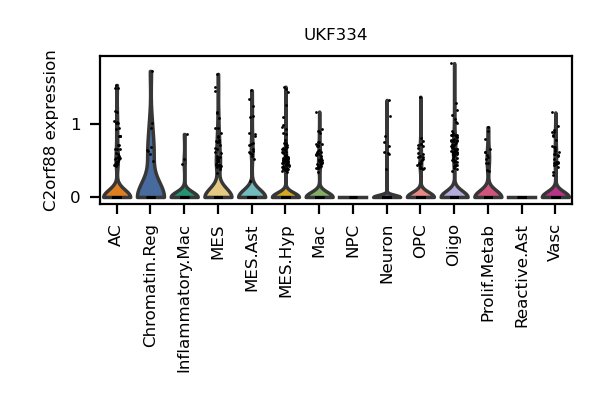 UKF334
C2orf88 expression
1
0
AC
Chromatin.Reg
Inflammatory.Mac
MES
MES.Ast
MES.Hyp
Mac
NPC
Neuron
OPC
Oligo
Prolif.Metab
Reactive.Ast
Vasc